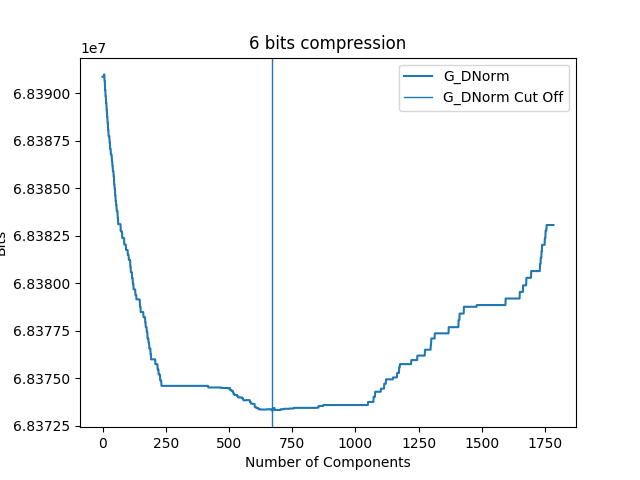 6 bits compression
1e7
G_DNorm
G_DNorm Cut Off
6.83900
6.83875
6.83850
6.83825
6.83800
6.83775
6.83750
6.83725
Bits
0 250 500 750 1000 1250 1500 1750
Number of Components